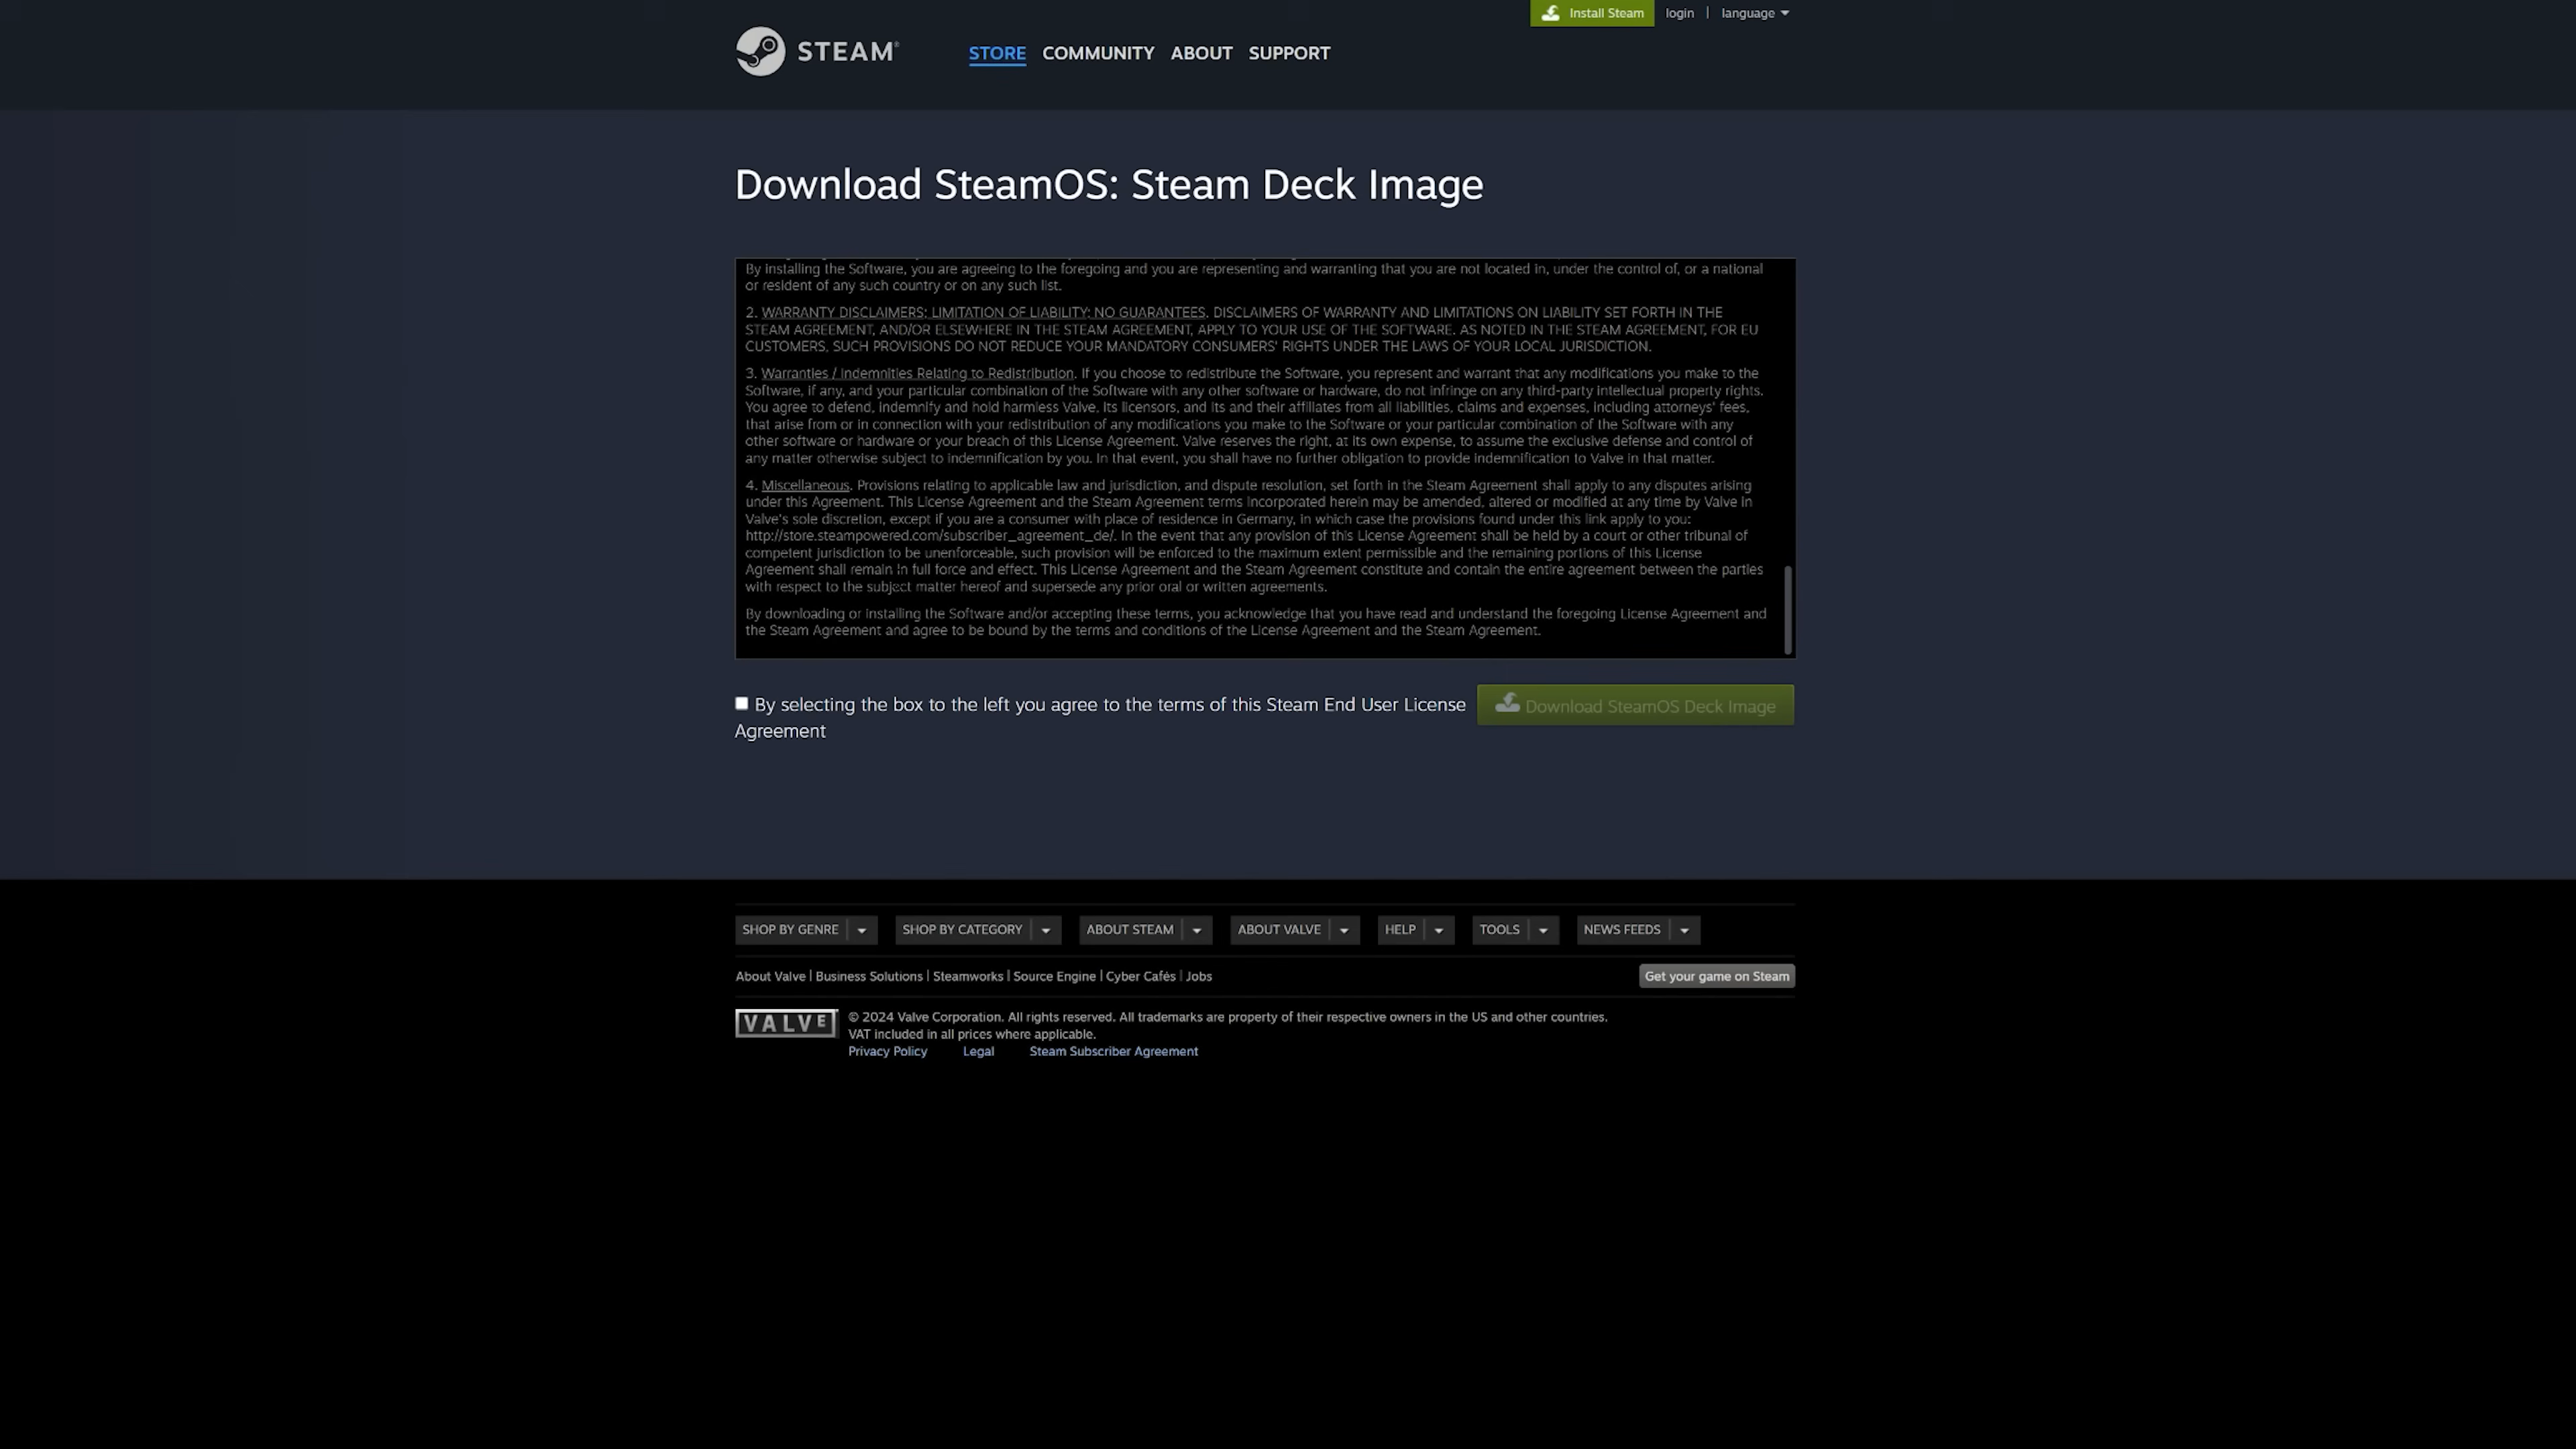 Install Steam login | language
STEAM® STORE COMMUNITY ABOUT SUPPORT
Download SteamOS: Steam Deck Image
By installing the Software, you are agreeing to the foregoing and you are representing and warranting that you are not located in, under the control of, or a national
or resident of any such country or on any such list.
2. WARRANTY DISCLAIMERS; LIMITATION OF LIABILITY; NO GUARANTEES. DISCLAIMERS OF WARRANTY AND LIMITATIONS ON LIABILITY SET FORTH IN THE
STEAM AGREEMENT, AND/OR ELSEWHERE IN THE STEAM AGREEMENT, APPLY TO YOUR USE OF THE SOFTWARE. AS NOTED IN THE STEAM AGREEMENT, FOR EU
CUSTOMERS, SUCH PROVISIONS DO NOT REDUCE YOUR MANDATORY CONSUMERS' RIGHTS UNDER THE LAWS OF YOUR LOCAL JURISDICTION.
3. Warranties / Indemnities Relating to Redistribution. If you choose to redistribute the Software, you represent and warrant that any modifications you make to the
Software, if any, and your particular combination of the Software with any other software or hardware, do not infringe on any third-party intellectual property rights.
You agree to defend, indemnify and hold harmless Valve, its licensors, and its and their affiliates from all liabilities, claims and expenses, including attorneys' fees,
that arise from or in connection with your redistribution of any modifications you make to the Software or your particular combination of the Software with any
other software or hardware or your breach of this License Agreement. Valve reserves the right, at its own expense, to assume the exclusive defense and control of
any matter otherwise subject to indemnification by you. In that event, you shall have no further obligation to provide indemnification to Valve in that matter.
4. Miscellaneous. Provisions relating to applicable law and jurisdiction, and dispute resolution, set forth in the Steam Agreement shall apply to any disputes arising
under this Agreement. This License Agreement and the Steam Agreement terms incorporated herein may be amended, altered or modified at any time by Valve in
Valve's sole discretion, except if you are a consumer with place of residence in Germany, in which case the provisions found under this link apply to you:
http://store.steampowered.com/subscriber_agreement_de/. In the event that any provision of this License Agreement shall be held by a court or other tribunal of
competent jurisdiction to be unenforceable, such provision will be enforced to the maximum extent permissible and the remaining portions of this License
Agreement shall remain in full force and effect. This License Agreement and the Steam Agreement constitute and contain the entire agreement between the parties
with respect to the subject matter hereof and supersede any prior oral or written agreements.
By downloading or installing the Software and/or accepting these terms, you acknowledge that you have read and understand the foregoing License Agreement and
the Steam Agreement and agree to be bound by the terms and conditions of the License Agreement and the Steam Agreement.
By selecting the box to the left you agree to the terms of this Steam End User License
Agreement
Download SteamOS Deck Image
SHOP BY GENRE SHOP BY CATEGORY ABOUT STEAM ABOUT VALVE HELP TOOLS NEWS FEEDS
About Valve | Business Solutions | Steamworks | Source Engine | Cyber Cafés | Jobs
Get your game on Steam
VALVE
© 2024 Valve Corporation. All rights reserved. All trademarks are property of their respective owners in the US and other countries.
VAT included in all prices where applicable.
Privacy Policy Legal Steam Subscriber Agreement